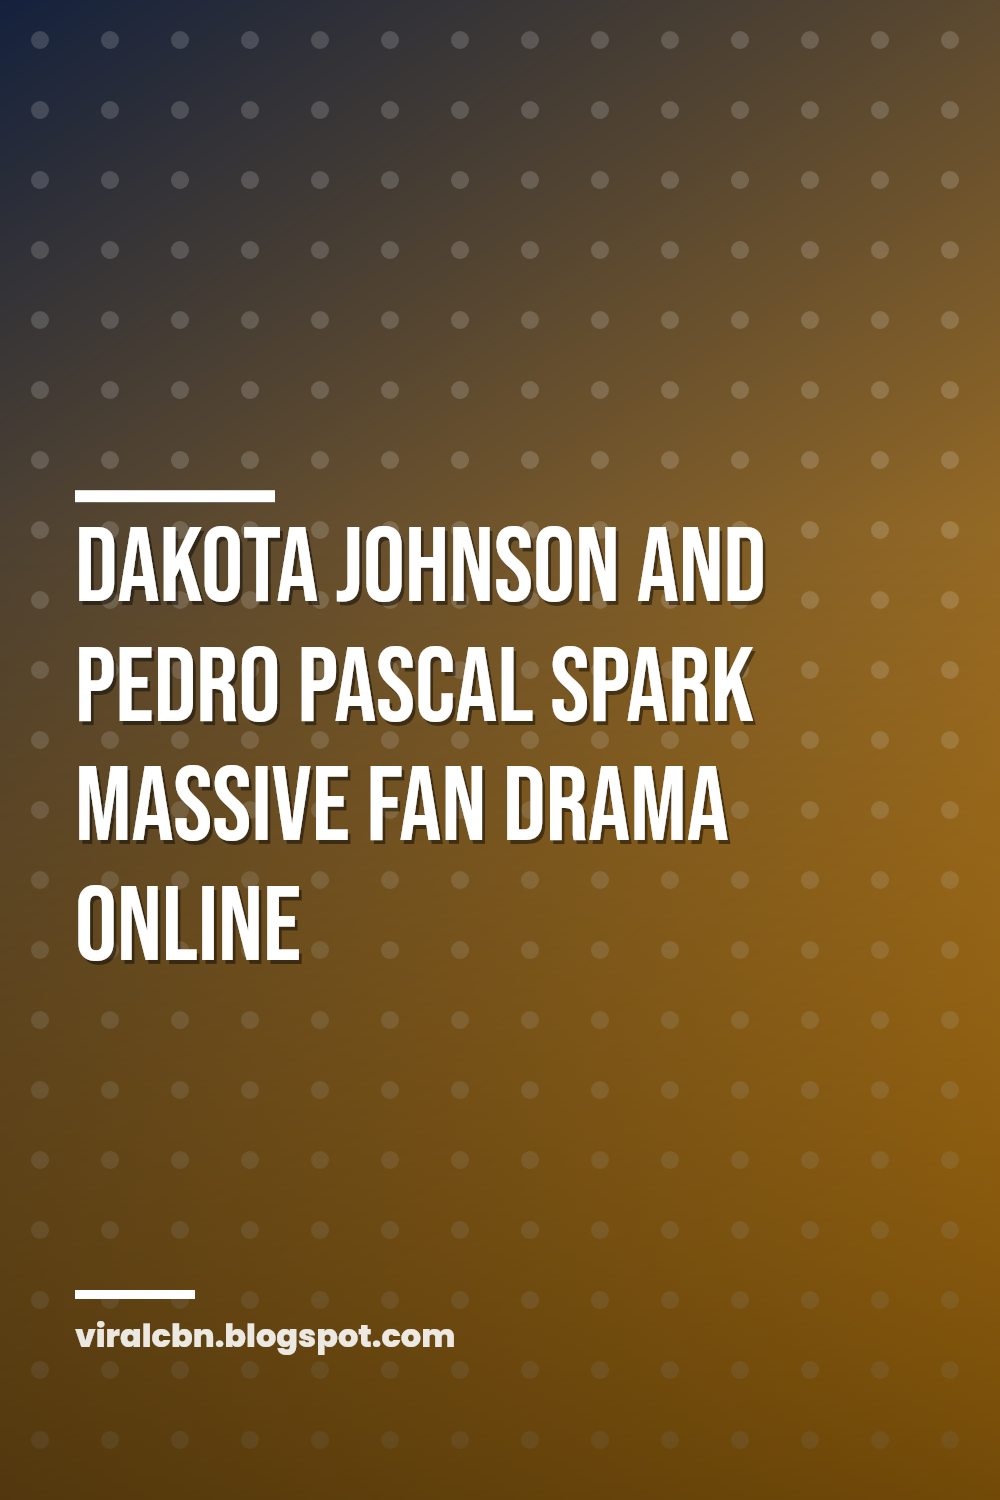 DAKOTA JOHNSON AND
PEDRO PASCAL SPARK
MASSIVE FAN DRAMA
ONLINE
viralcbn.blogspot.com